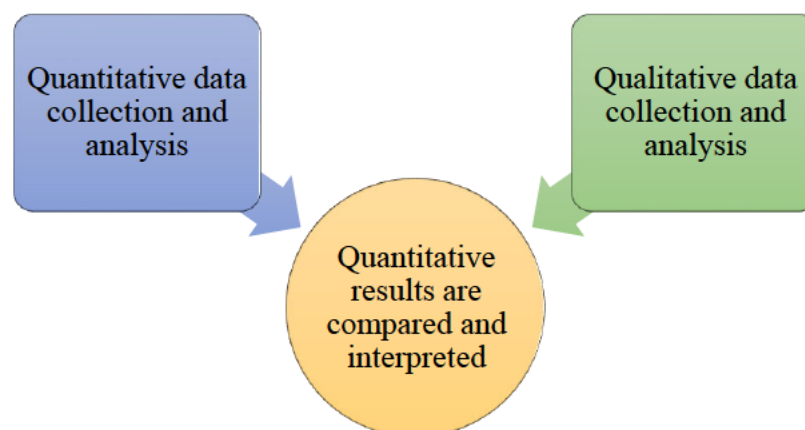 Quantitative data
collection and
analysis
Qualitative data
collection and
analysis
Quantitative
results are
compared and
interpreted